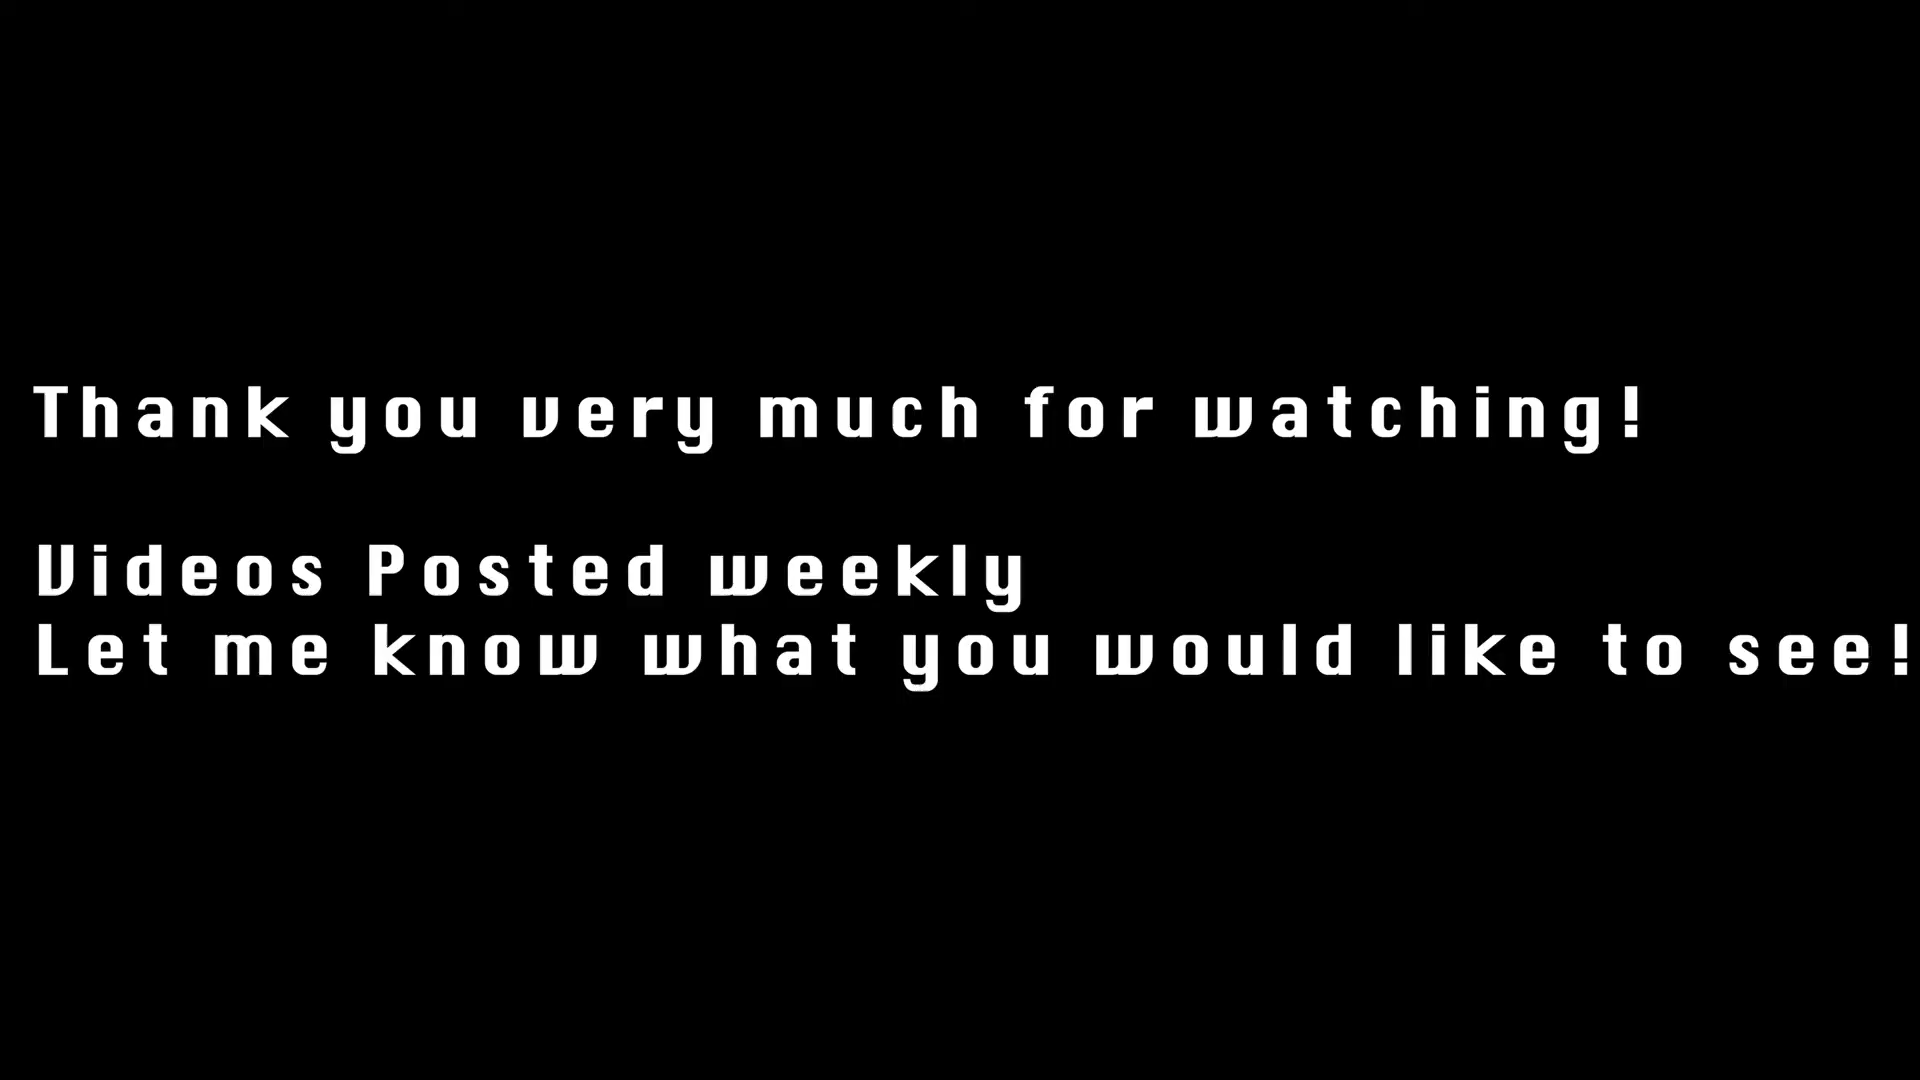 Thank you very much for watching!
Videos Posted weekly
Let me know what you would like to see!